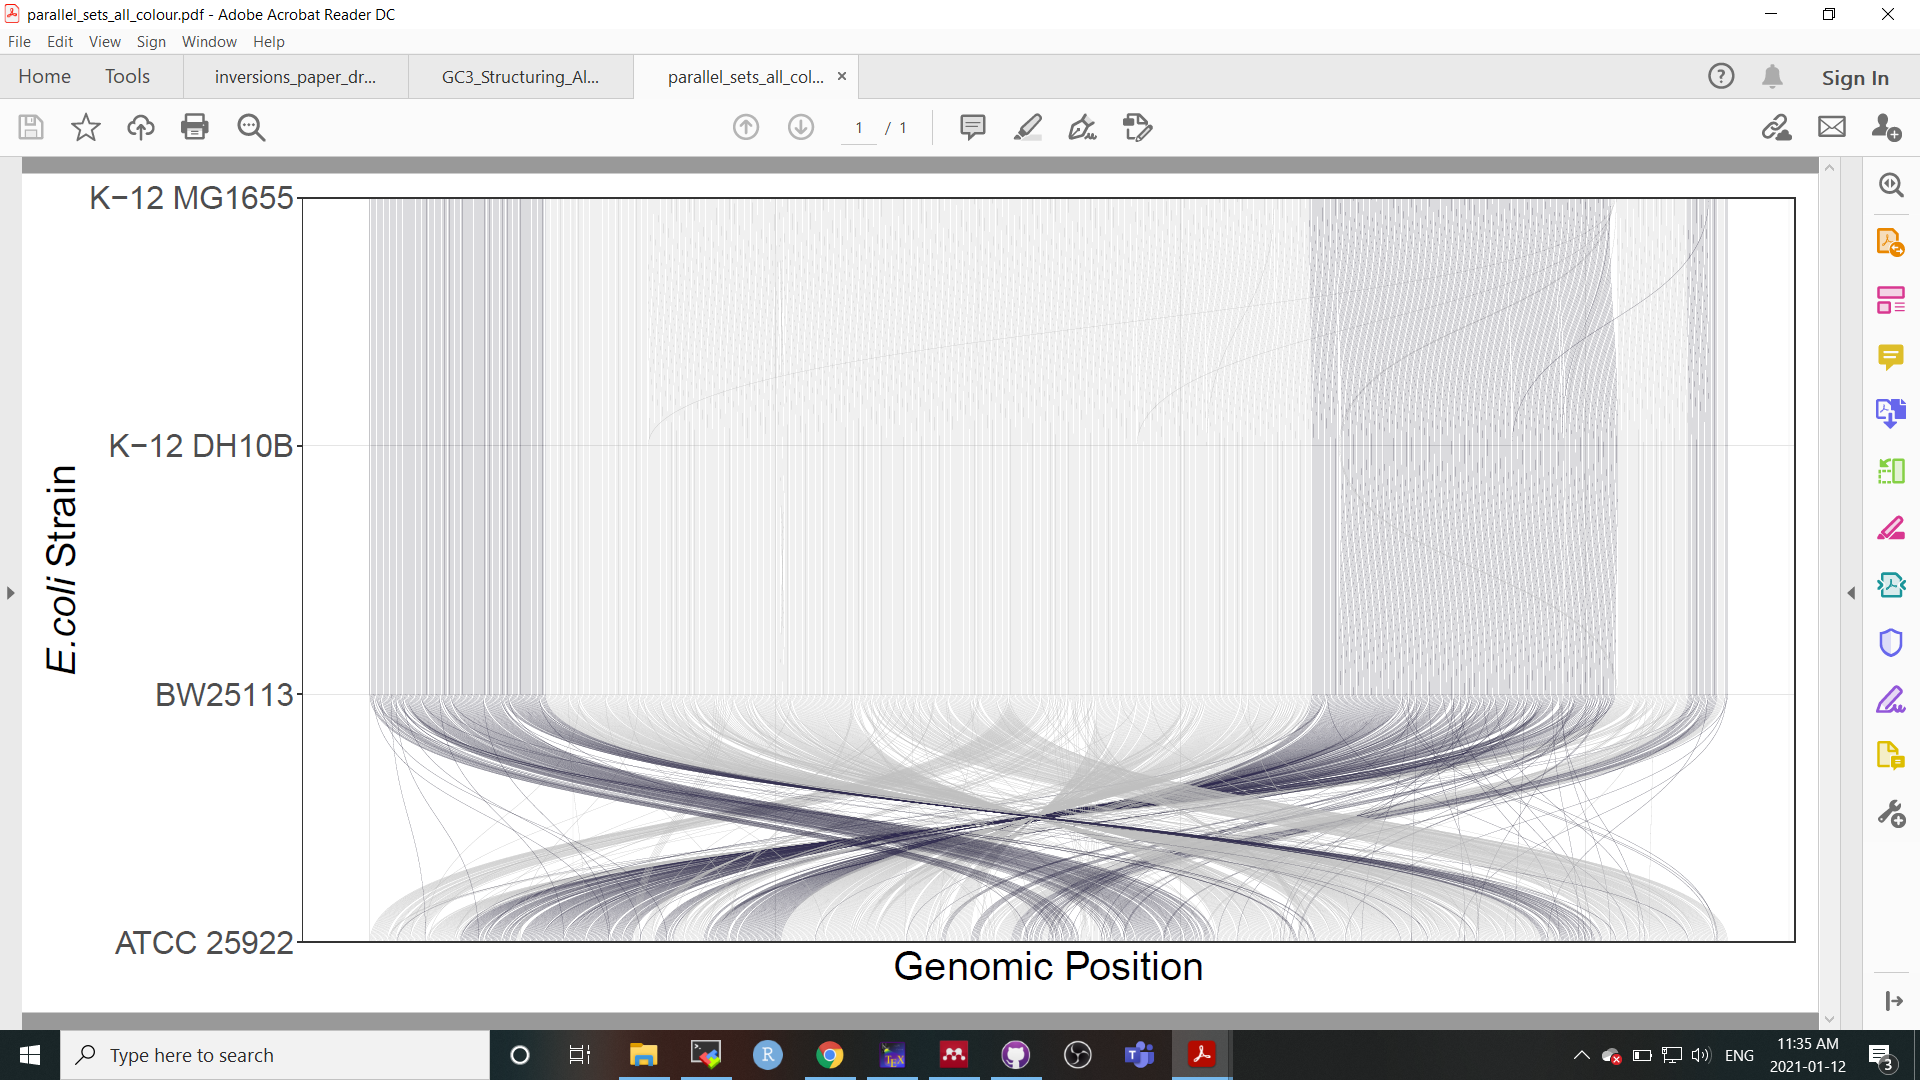 parallel_sets_all_colour.pdf - Adobe Acrobat Reader DC
File Edit View Sign Window Help
Home Tools inversions_paper_dr... GC3_Structuring_Al... parallel_sets_all_col... × Sign In
1 / 1
K−12 MG1655
K−12 DH10B
BW25113
ATCC 25922
E.coli Strain
Genomic Position
Type here to search
ENG
11:35 AM
2021-01-12
3